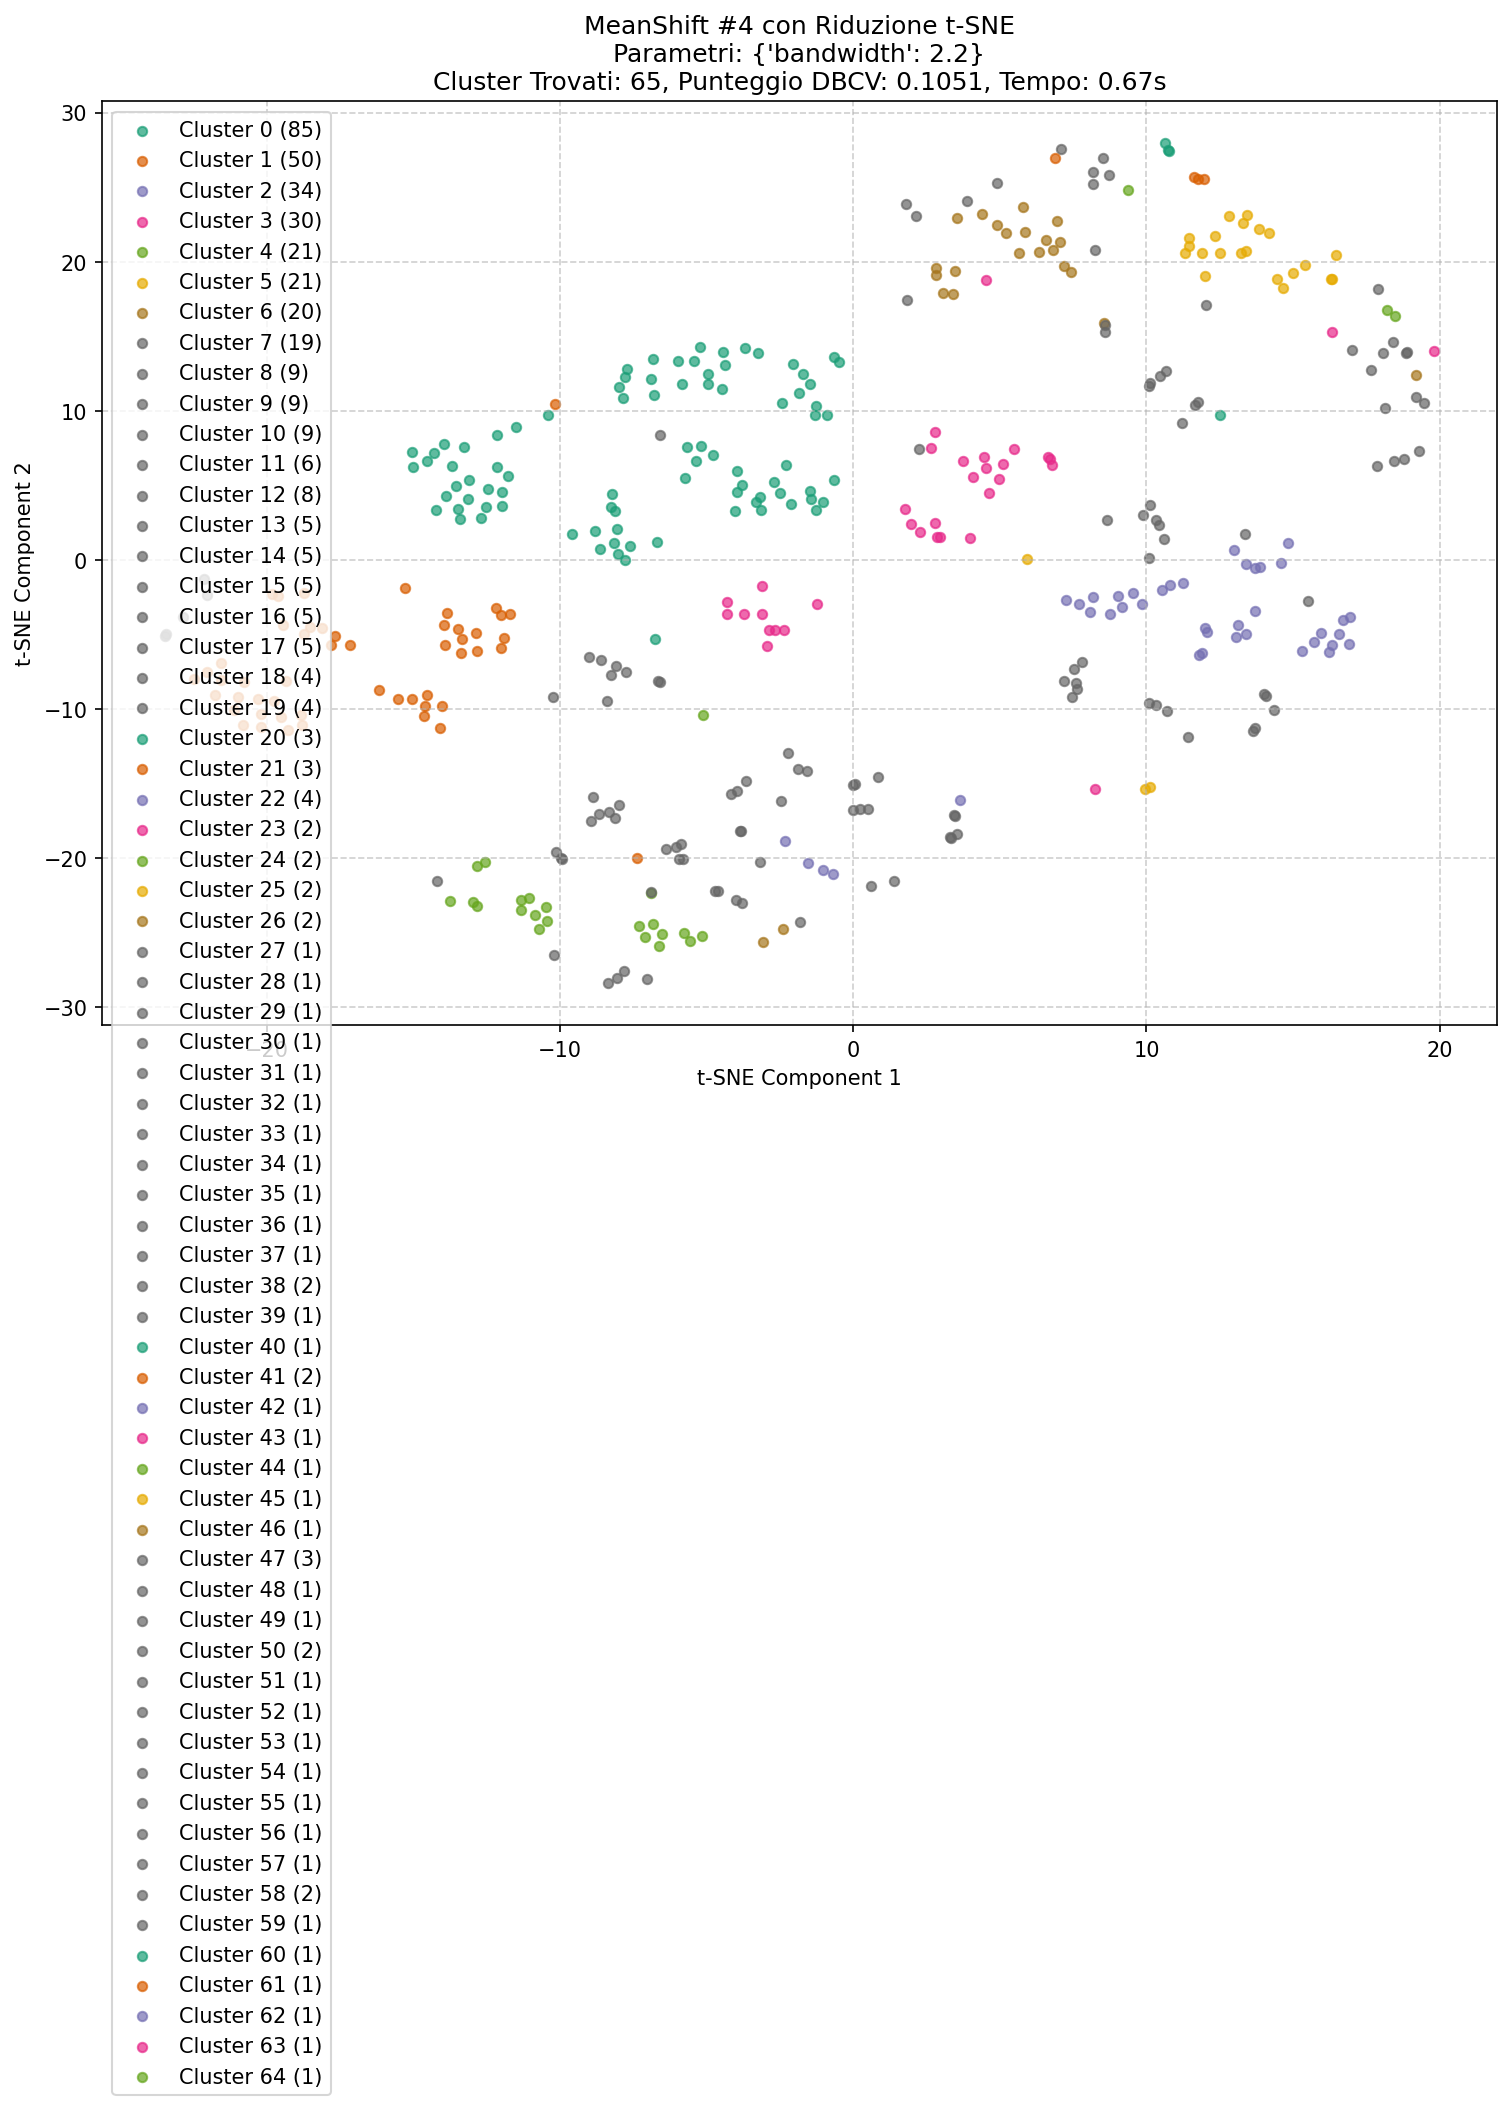 MeanShift #4 con Riduzione t-SNE
Parametri: {'bandwidth': 2.2}
Cluster Trovati: 65, Punteggio DBCV: 0.1051, Tempo: 0.67s
30
20
10
0
−10
−20
−30
t-SNE Component 2
Cluster 0 (85)
Cluster 1 (50)
Cluster 2 (34)
Cluster 3 (30)
Cluster 4 (21)
Cluster 5 (21)
Cluster 6 (20)
Cluster 7 (19)
Cluster 8 (9)
Cluster 9 (9)
Cluster 10 (9)
Cluster 11 (6)
Cluster 12 (8)
Cluster 13 (5)
Cluster 14 (5)
Cluster 15 (5)
Cluster 16 (5)
Cluster 17 (5)
Cluster 18 (4)
Cluster 19 (4)
Cluster 20 (3)
Cluster 21 (3)
Cluster 22 (4)
Cluster 23 (2)
Cluster 24 (2)
Cluster 25 (2)
Cluster 26 (2)
Cluster 27 (1)
Cluster 28 (1)
Cluster 29 (1)
Cluster 30 (1)
Cluster 31 (1)
Cluster 32 (1)
Cluster 33 (1)
Cluster 34 (1)
Cluster 35 (1)
Cluster 36 (1)
Cluster 37 (1)
Cluster 38 (2)
Cluster 39 (1)
Cluster 40 (1)
Cluster 41 (2)
Cluster 42 (1)
Cluster 43 (1)
Cluster 44 (1)
Cluster 45 (1)
Cluster 46 (1)
Cluster 47 (3)
Cluster 48 (1)
Cluster 49 (1)
Cluster 50 (2)
Cluster 51 (1)
Cluster 52 (1)
Cluster 53 (1)
Cluster 54 (1)
Cluster 55 (1)
Cluster 56 (1)
Cluster 57 (1)
Cluster 58 (2)
Cluster 59 (1)
Cluster 60 (1)
Cluster 61 (1)
Cluster 62 (1)
Cluster 63 (1)
Cluster 64 (1)
−20 −10 0 10 20
t-SNE Component 1